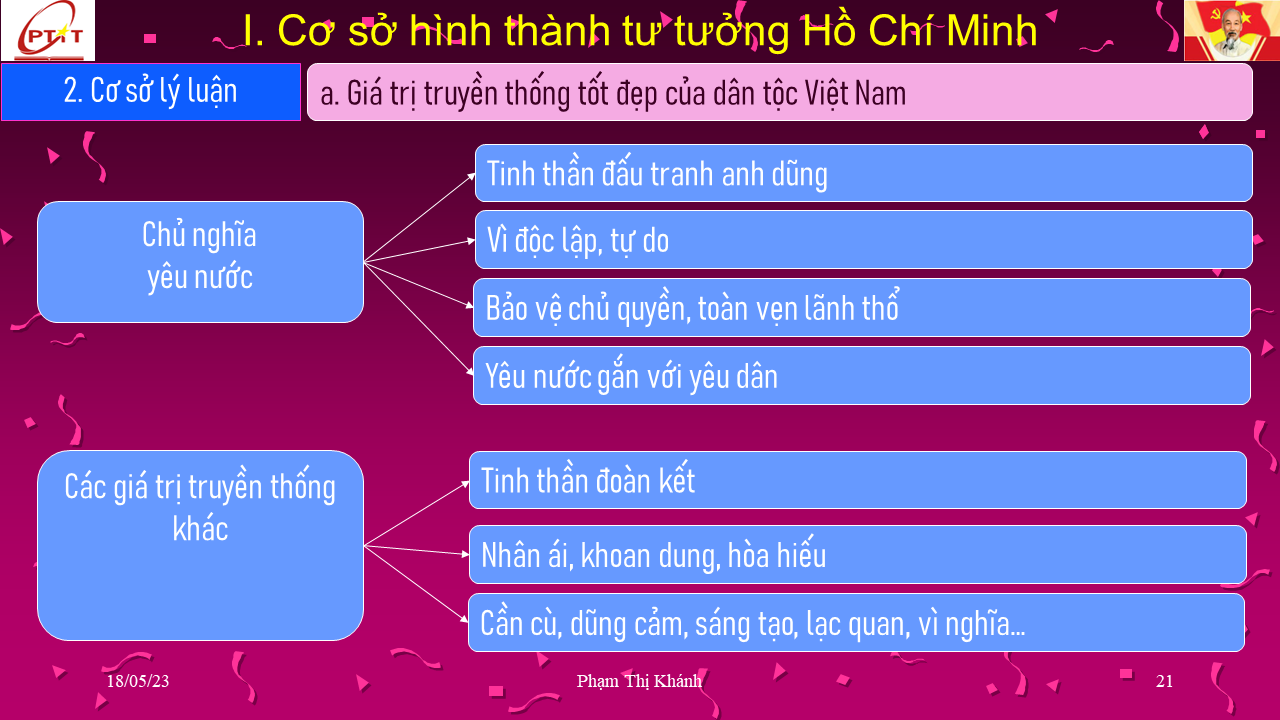 PTIT
I. Cơ sở hình thành tư tưởng Hồ Chí Minh
2. Cơ sở lý luận
a. Giá trị truyền thống tốt đẹp của dân tộc Việt Nam
Chủ nghĩa
yêu nước
Tinh thần đấu tranh anh dũng
Vì độc lập, tự do
Bảo vệ chủ quyền, toàn vẹn lãnh thổ
Yêu nước gắn với yêu dân
Các giá trị truyền thống
khác
Tinh thần đoàn kết
Nhân ái, khoan dung, hòa hiếu
Cần cù, dũng cảm, sáng tạo, lạc quan, vì nghĩa...
18/05/23
Phạm Thị Khánh
21